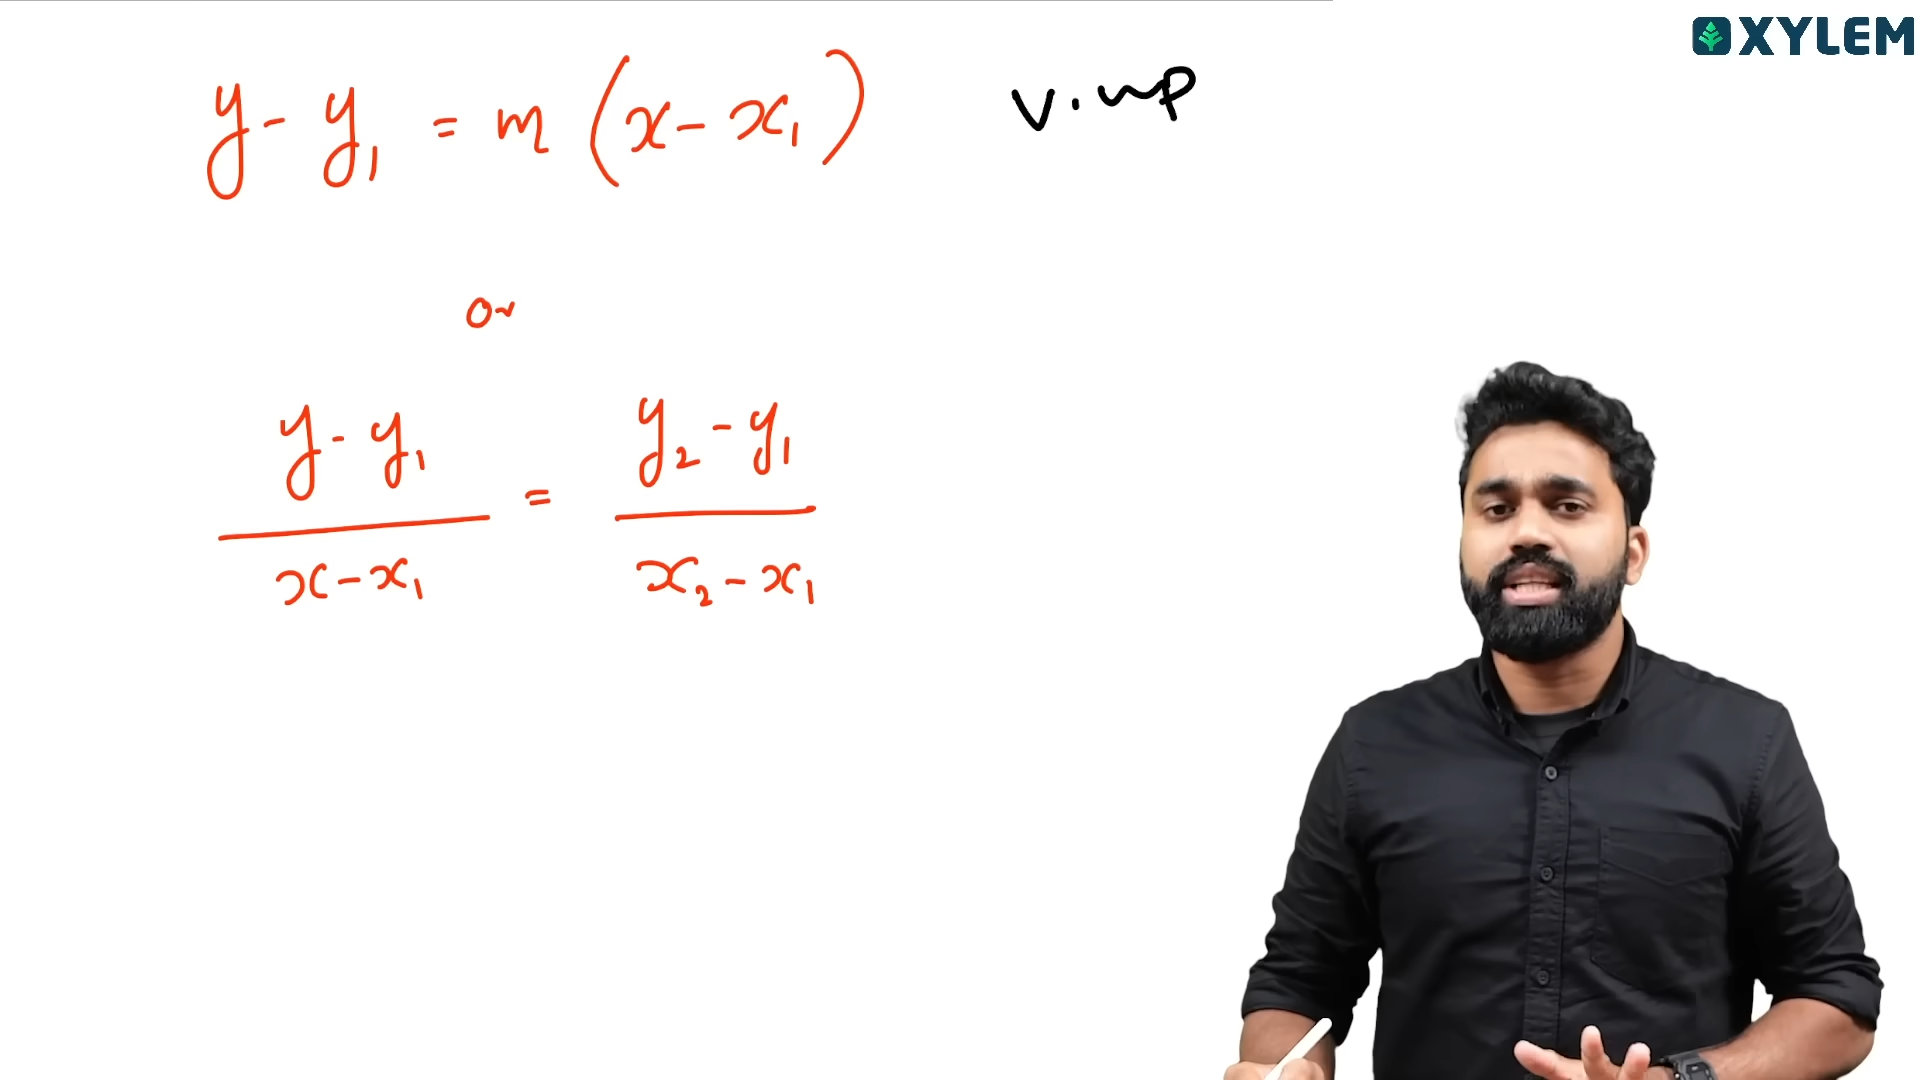 XYLEM
y - y₁ = m (x - x₁) v.imp
or
y - y₁ / x - x₁ = y₂ - y₁ / x₂ - x₁